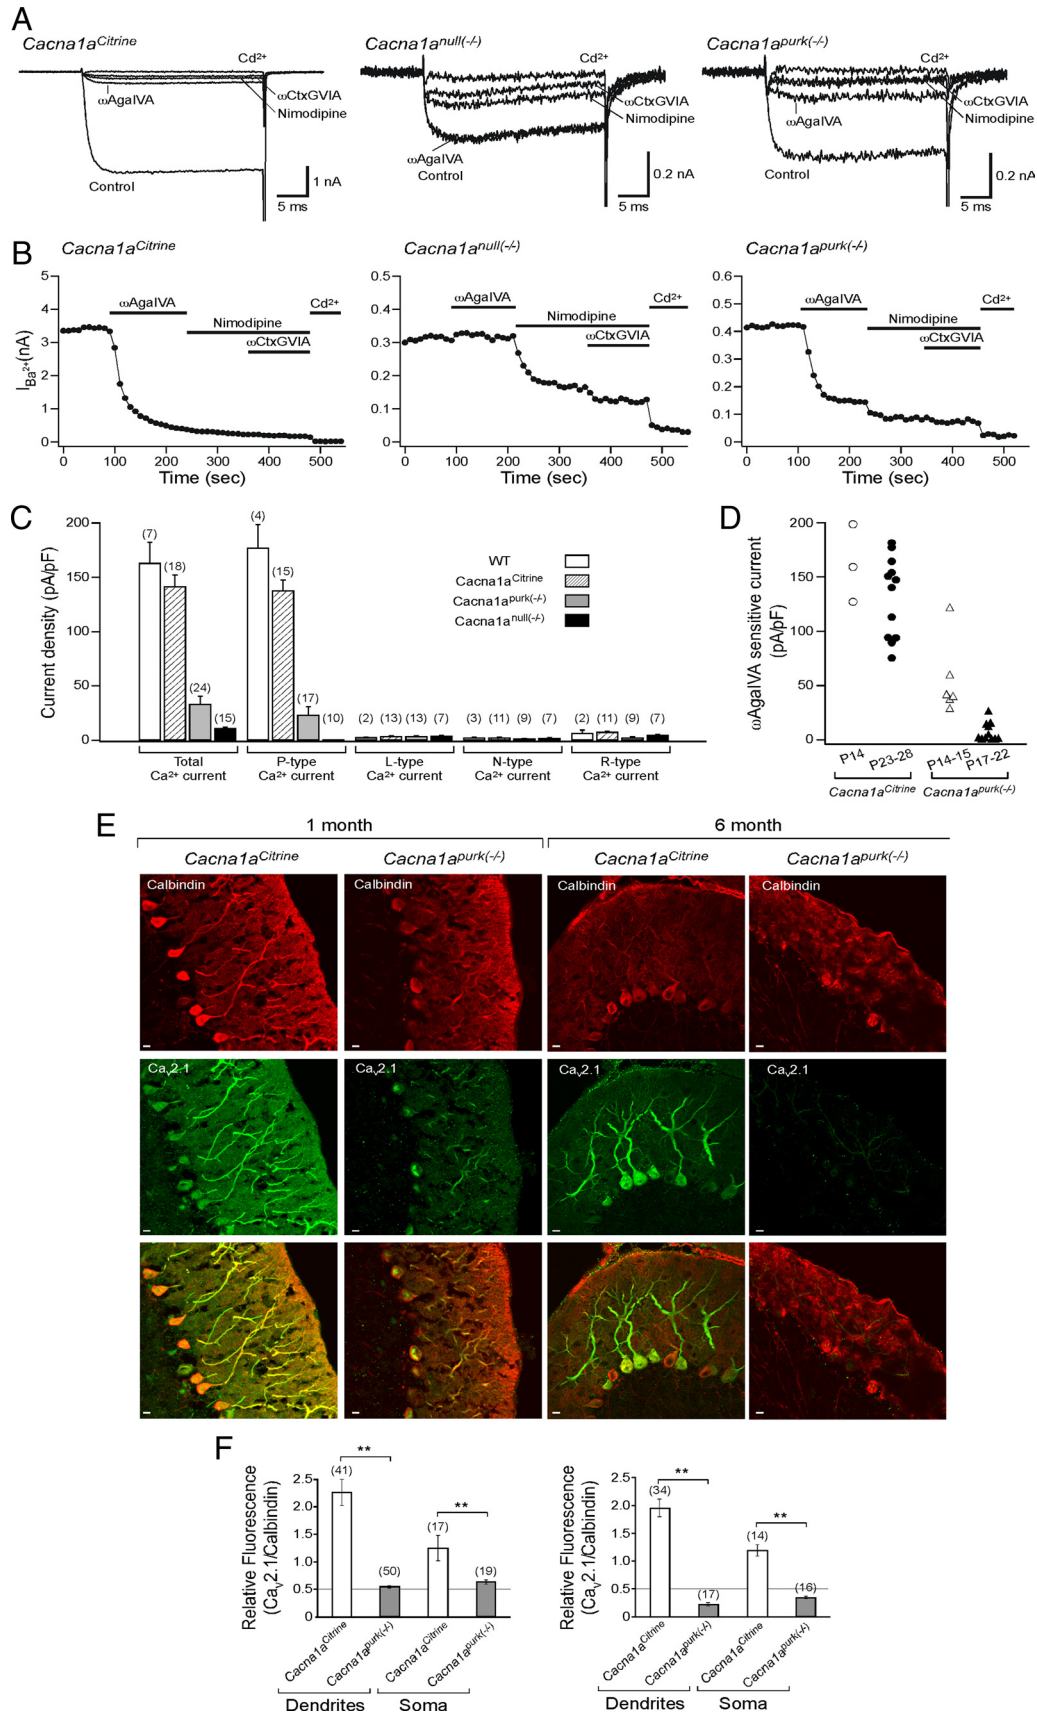 A
Cacna1aCitrine
Cacna1anull(-/-)
Cacna1apurk(-/-)
Cd2+
ωAgaIVA
ωCtxGVIA
Nimodipine
Control
1 nA
5 ms
Cd2+
ωCtxGVIA
Nimodipine
ωAgaIVA
Control
0.2 nA
5 ms
Cd2+
ωCtxGVIA
Nimodipine
ωAgaIVA
Control
0.2 nA
5 ms
B
Cacna1aCitrine
Cacna1anull(-/-)
Cacna1apurk(-/-)
IBa2+(nA)
5
4
3
2
1
0
ωAgaIVA
Cd2+
Nimodipine
ωCtxGVIA
0 100 200 300 400 500
Time (sec)
0.5
0.4
0.3
0.2
0.1
0
ωAgaIVA
Cd2+
Nimodipine
ωCtxGVIA
0 100 200 300 400 500
Time (sec)
0.6
0.4
0.2
0
ωAgaIVA
Cd2+
Nimodipine
ωCtxGVIA
0 100 200 300 400 500
Time (sec)
C
Current density (pA/pF)
200
150
100
50
0
(7)
(18)
(24)
(15)
(4)
(15)
(17)
(10)
(2) (13) (13) (7)
(3) (11) (9) (7)
(2) (11) (9) (7)
WT
Cacna1aCitrine
Cacna1apurk(-/-)
Cacna1anull(-/-)
Total
Ca2+ current
P-type
Ca2+ current
L-type
Ca2+ current
N-type
Ca2+ current
R-type
Ca2+ current
D
ωAgaIVA sensitive current
(pA/pF)
200
150
100
50
0
P14
P23-28
P14-15
P17-22
Cacna1aCitrine
Cacna1apurk(-/-)
E
1 month
6 month
Cacna1aCitrine
Cacna1apurk(-/-)
Cacna1aCitrine
Cacna1apurk(-/-)
Calbindin
Calbindin
Calbindin
Calbindin
Cav2.1
Cav2.1
Cav2.1
Cav2.1
F
Relative Fluorescence
(Cav2.1/Calbindin)
2.5
2.0
1.5
1.0
0.5
0
(41)
**
(50)
(17)
**
(19)
Cacna1aCitrine
Cacna1apurk(-/-)
Cacna1aCitrine
Cacna1apurk(-/-)
Dendrites
Soma
Relative Fluorescence
(Cav2.1/Calbindin)
2.5
2.0
1.5
1.0
0.5
0
(34)
**
(17)
(14)
**
(16)
Cacna1aCitrine
Cacna1apurk(-/-)
Cacna1aCitrine
Cacna1apurk(-/-)
Dendrites
Soma